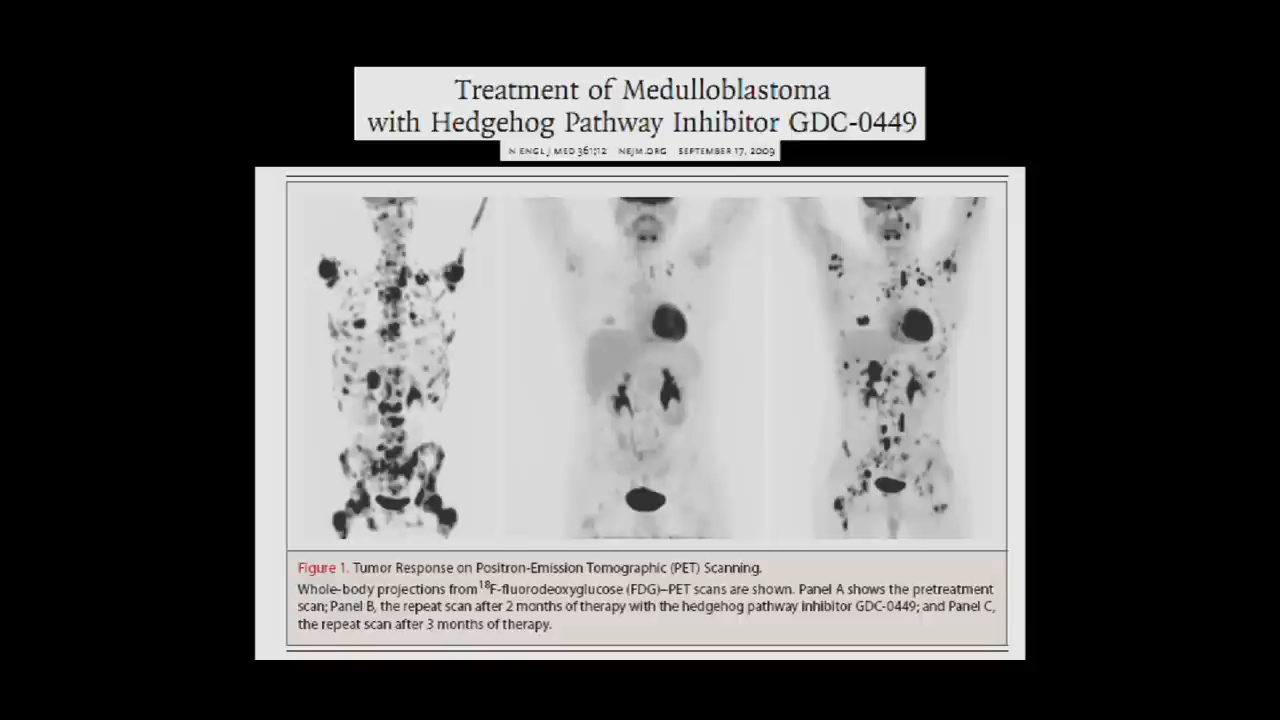 Treatment of Medulloblastoma
with Hedgehog Pathway Inhibitor GDC-0449
N ENGL J MED 361;12 NEJM.ORG SEPTEMBER 17, 2009
Figure 1. Tumor Response on Positron-Emission Tomographic (PET) Scanning.
Whole-body projections from ¹⁸F-fluorodeoxyglucose (FDG)–PET scans are shown. Panel A shows the pretreatment
scan; Panel B, the repeat scan after 2 months of therapy with the hedgehog pathway inhibitor GDC-0449; and Panel C,
the repeat scan after 3 months of therapy.